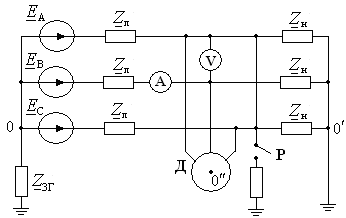 E_A Z_л Z_н
V
E_B Z_л A Z_н
E_C Z_л Z_н
0 0'
Д 0" Р
Z_ЗГ